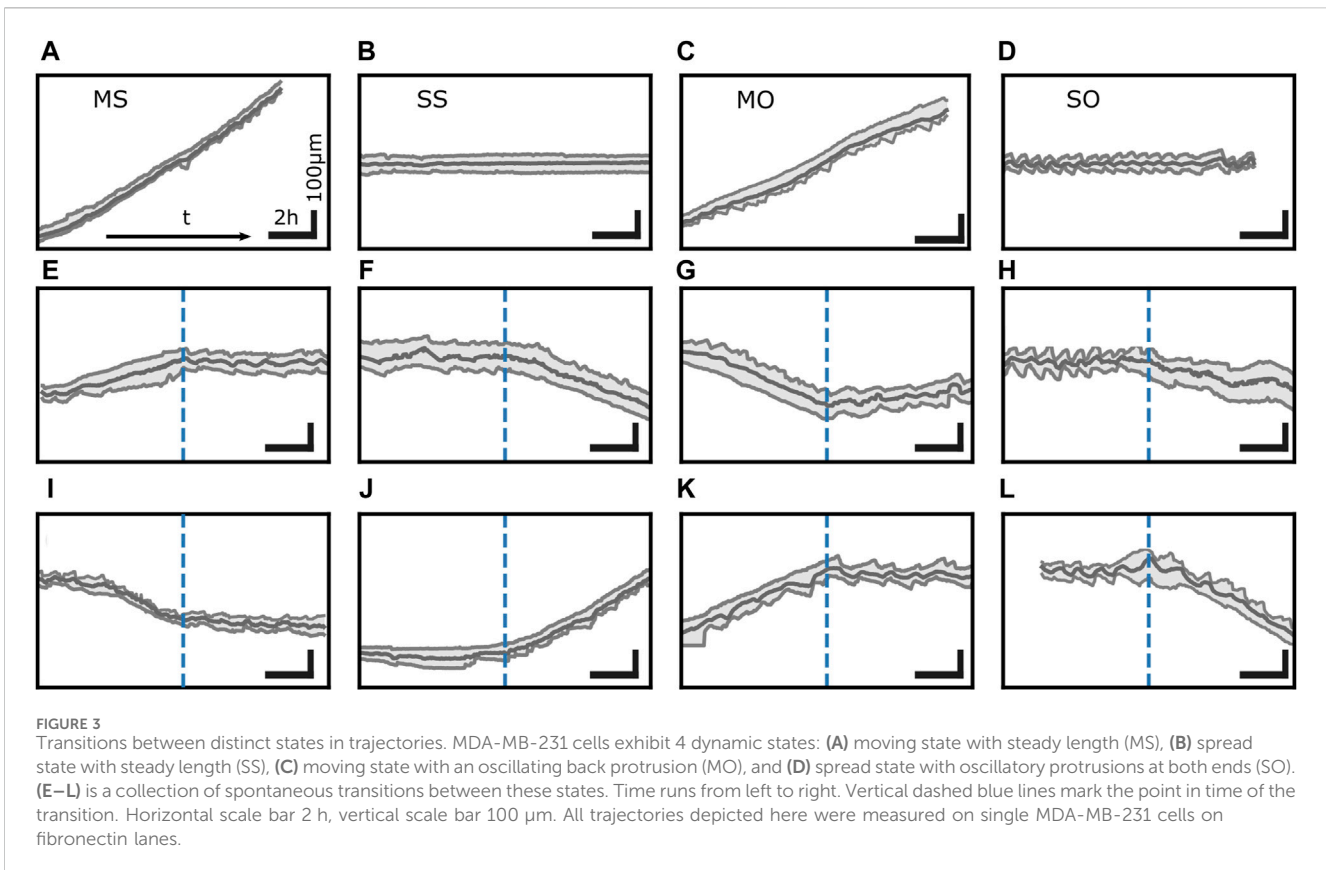 A
B
C
D
MS
SS
MO
SO
100μm
t
2h
E
F
G
H
I
J
K
L
FIGURE 3
Transitions between distinct states in trajectories. MDA-MB-231 cells exhibit 4 dynamic states: (A) moving state with steady length (MS), (B) spread
state with steady length (SS), (C) moving state with an oscillating back protrusion (MO), and (D) spread state with oscillatory protrusions at both ends (SO).
(E–L) is a collection of spontaneous transitions between these states. Time runs from left to right. Vertical dashed blue lines mark the point in time of the
transition. Horizontal scale bar 2 h, vertical scale bar 100 μm. All trajectories depicted here were measured on single MDA-MB-231 cells on
fibronectin lanes.